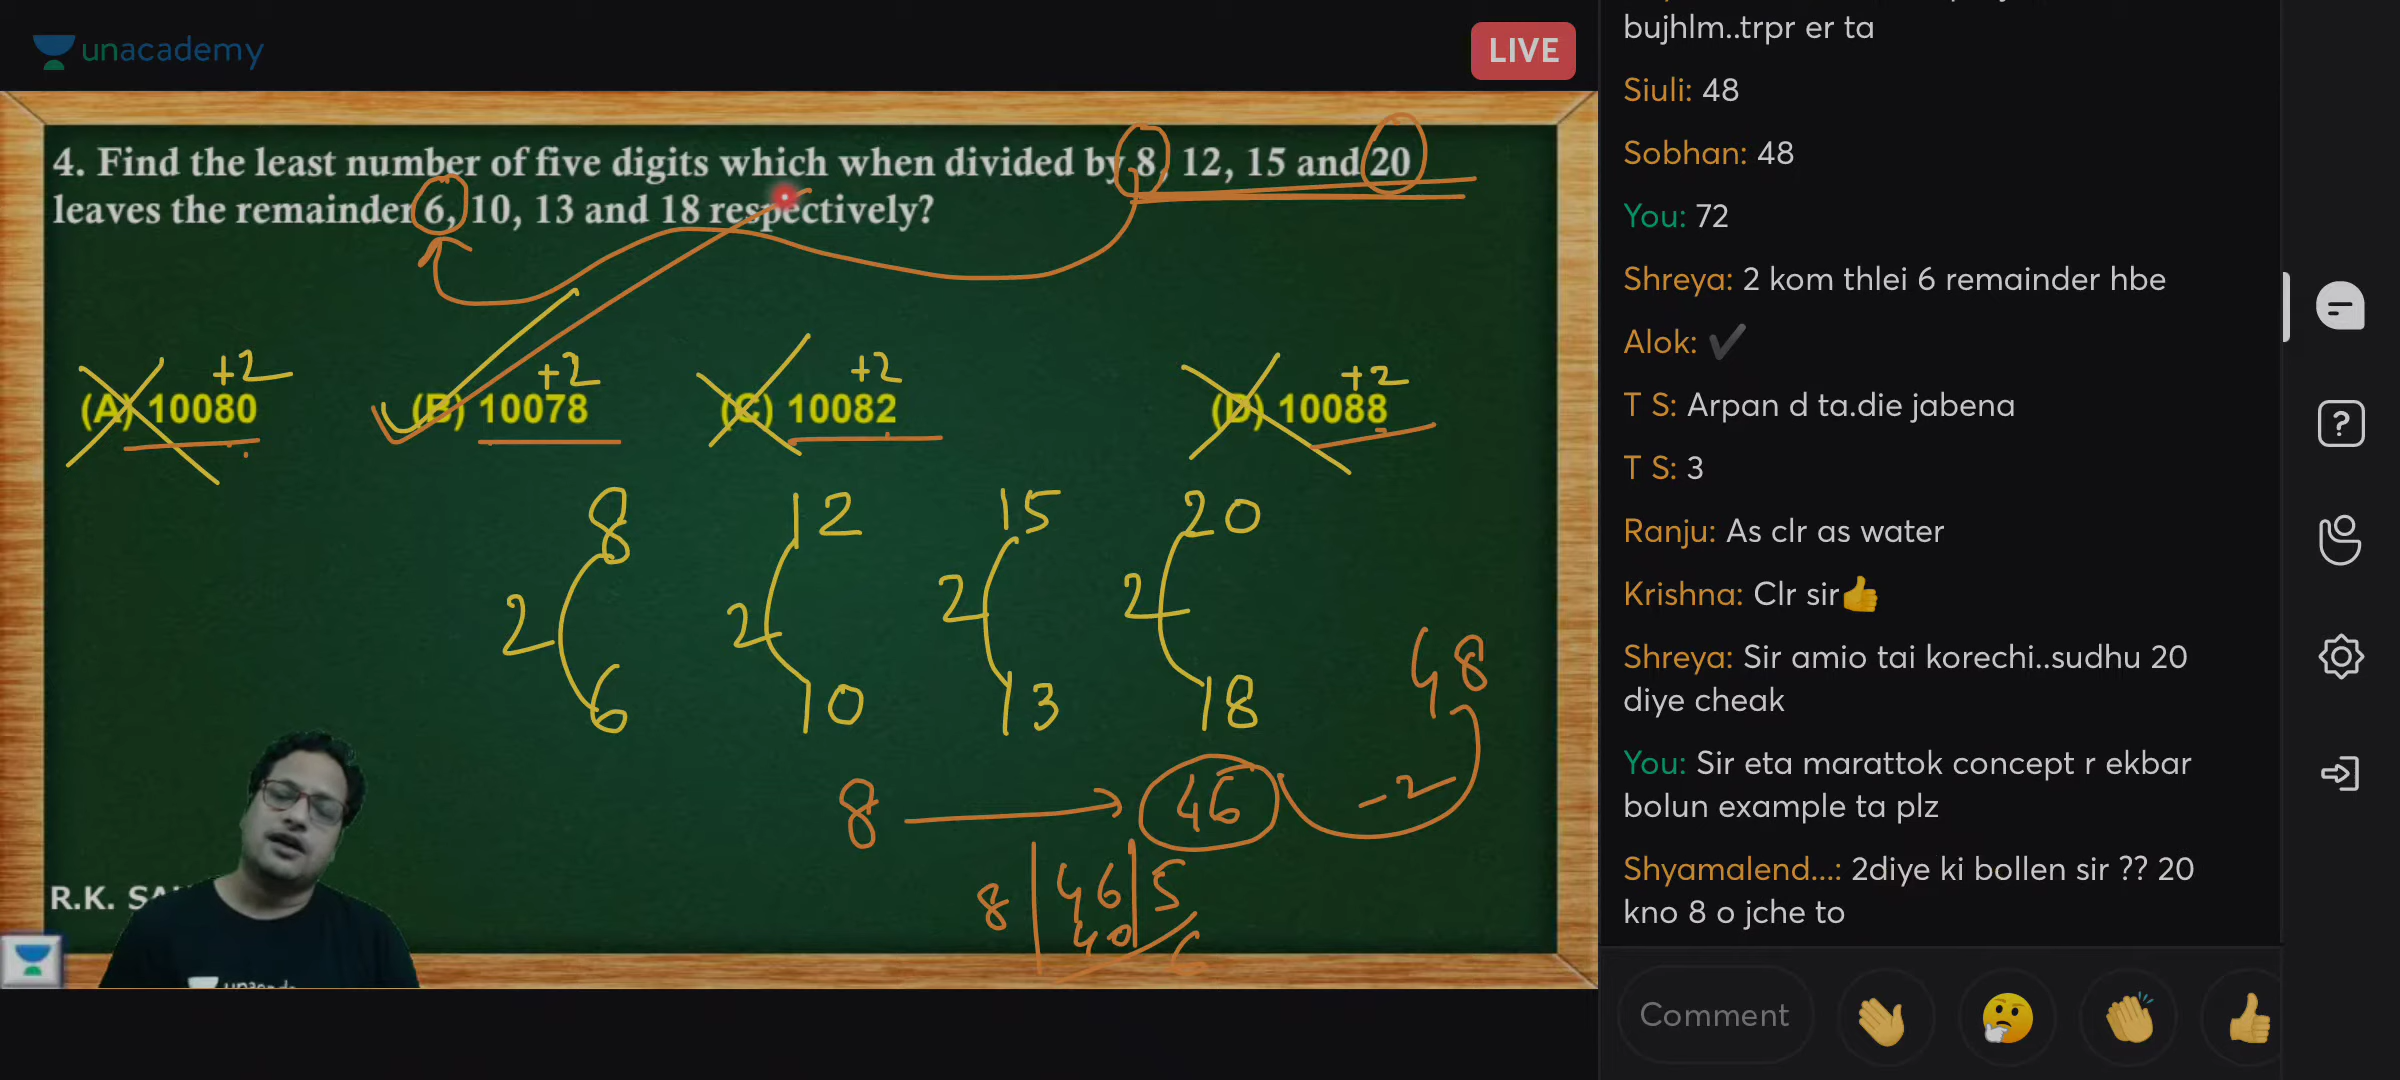 unacademy
LIVE
4. Find the least number of five digits which when divided by 8, 12, 15 and 20
leaves the remainder 6, 10, 13 and 18 respectively?
+2 +2 +2 +2
(A) 10080 (B) 10078 (C) 10082 (D) 10088
8 12 15 20
2 2 2 2
6 10 13 18
48
8 46 -2
8 46 5
40
6
R.K. SA
unacade
bujhlm..trpr er ta
Siuli: 48
Sobhan: 48
You: 72
Shreya: 2 kom thlei 6 remainder hbe
Alok: ✔
T S: Arpan d ta.die jabena
T S: 3
Ranju: As clr as water
Krishna: Clr sir👍
Shreya: Sir amio tai korechi..sudhu 20
diye cheak
You: Sir eta marattok concept r ekbar
bolun example ta plz
Shyamalend...: 2diye ki bollen sir ?? 20
kno 8 o jche to
Comment